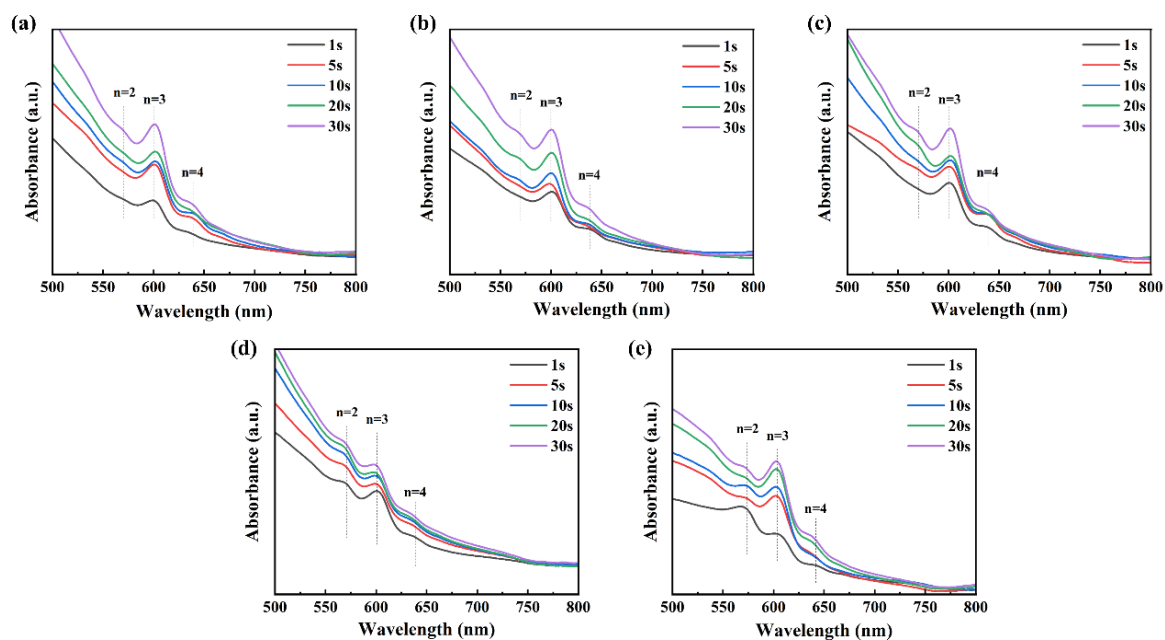 (a)
Absorbance (a.u.)
n=2
n=3
n=4
1s
5s
10s
20s
30s
500 550 600 650 700 750 800
Wavelength (nm)
(b)
Absorbance (a.u.)
n=2
n=3
n=4
1s
5s
10s
20s
30s
500 550 600 650 700 750 800
Wavelength (nm)
(c)
Absorbance (a.u.)
n=2
n=3
n=4
1s
5s
10s
20s
30s
500 550 600 650 700 750 800
Wavelength (nm)
(d)
Absorbance (a.u.)
n=2
n=3
n=4
1s
5s
10s
20s
30s
500 550 600 650 700 750 800
Wavelength (nm)
(e)
Absorbance (a.u.)
n=2
n=3
n=4
1s
5s
10s
20s
30s
500 550 600 650 700 750 800
Wavelength (nm)